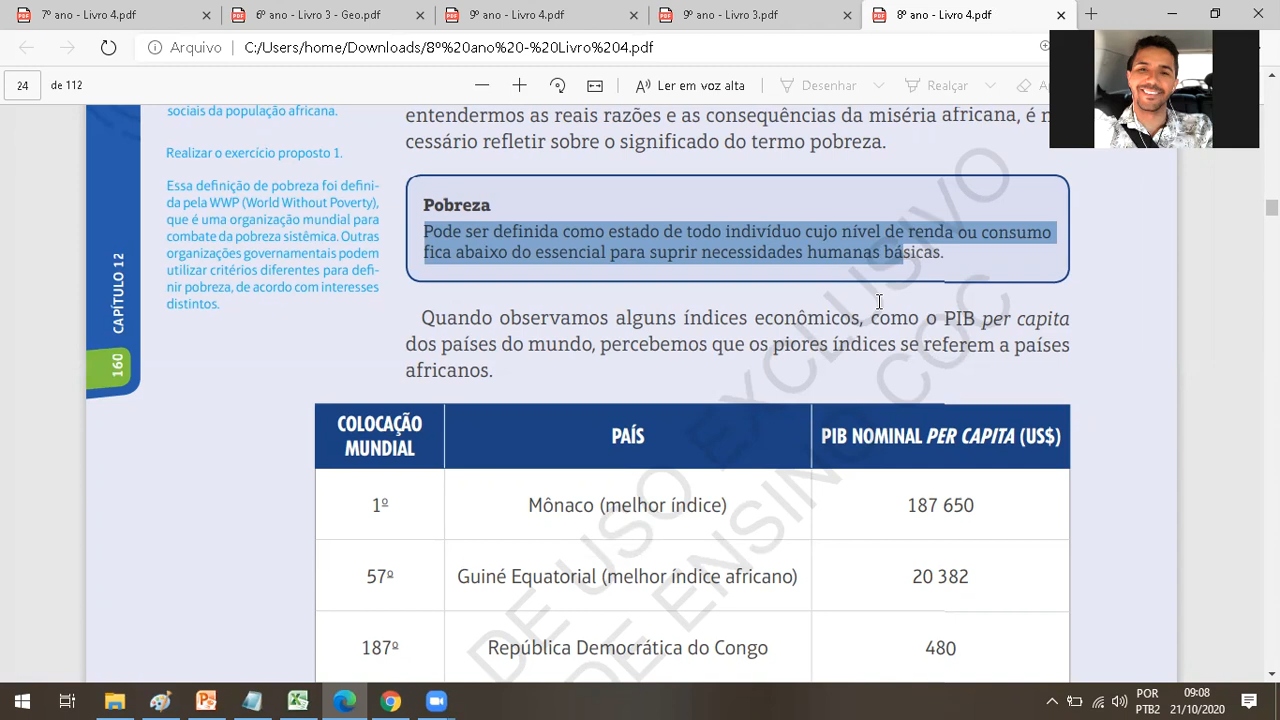 7º ano - Livro 4.pdf
6º ano - Livro 3 - Geo.pdf
9º ano - Livro 4.pdf
9º ano - Livro 3.pdf
8º ano - Livro 4.pdf
Arquivo
C:/Users/home/Downloads/8º%20ano%20-%20Livro%204.pdf
24
de 112
Ler em voz alta
Desenhar
Realçar
sociais da população africana.
Realizar o exercício proposto 1.
Essa definição de pobreza foi defini-
da pela WWP (World Without Poverty),
que é uma organização mundial para
combate da pobreza sistêmica. Outras
organizações governamentais podem
utilizar critérios diferentes para defi-
nir pobreza, de acordo com interesses
distintos.
CAPÍTULO 12
160
entendermos as reais razões e as consequências da miséria africana, é n
cessário refletir sobre o significado do termo pobreza.
Pobreza
Pode ser definida como estado de todo indivíduo cujo nível de renda ou consumo
fica abaixo do essencial para suprir necessidades humanas básicas.
Quando observamos alguns índices econômicos, como o PIB per capita
dos países do mundo, percebemos que os piores índices se referem a países
africanos.
COLOCAÇÃO
MUNDIAL
PAÍS
PIB NOMINAL PER CAPITA (US$)
1º
Mônaco (melhor índice)
187 650
57º
Guiné Equatorial (melhor índice africano)
20 382
187º
República Democrática do Congo
480
DE USO EXCLUSIVO
DE ENSINO COC
POR
PTB2
09:08
21/10/2020